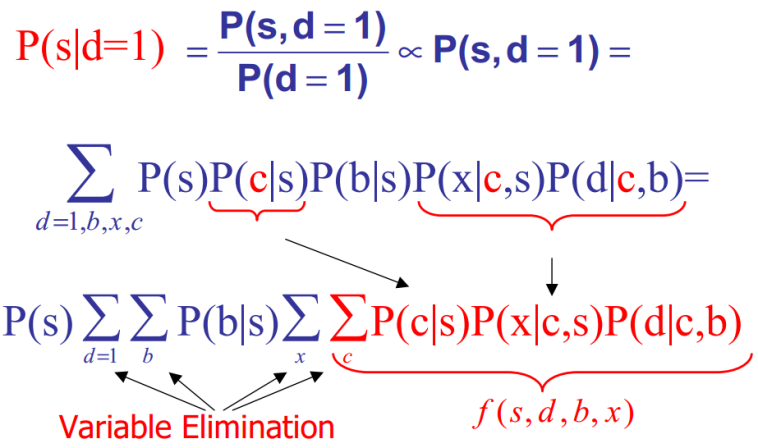 P(s|d=1) = P(s,d=1) / P(d=1) ∝ P(s,d=1) =
∑ d=1,b,x,c P(s)P(c|s)P(b|s)P(x|c,s)P(d|c,b)=
P(s) ∑ d=1 ∑ b P(b|s) ∑ x ∑ c P(c|s)P(x|c,s)P(d|c,b)
Variable Elimination
f(s,d,b,x)